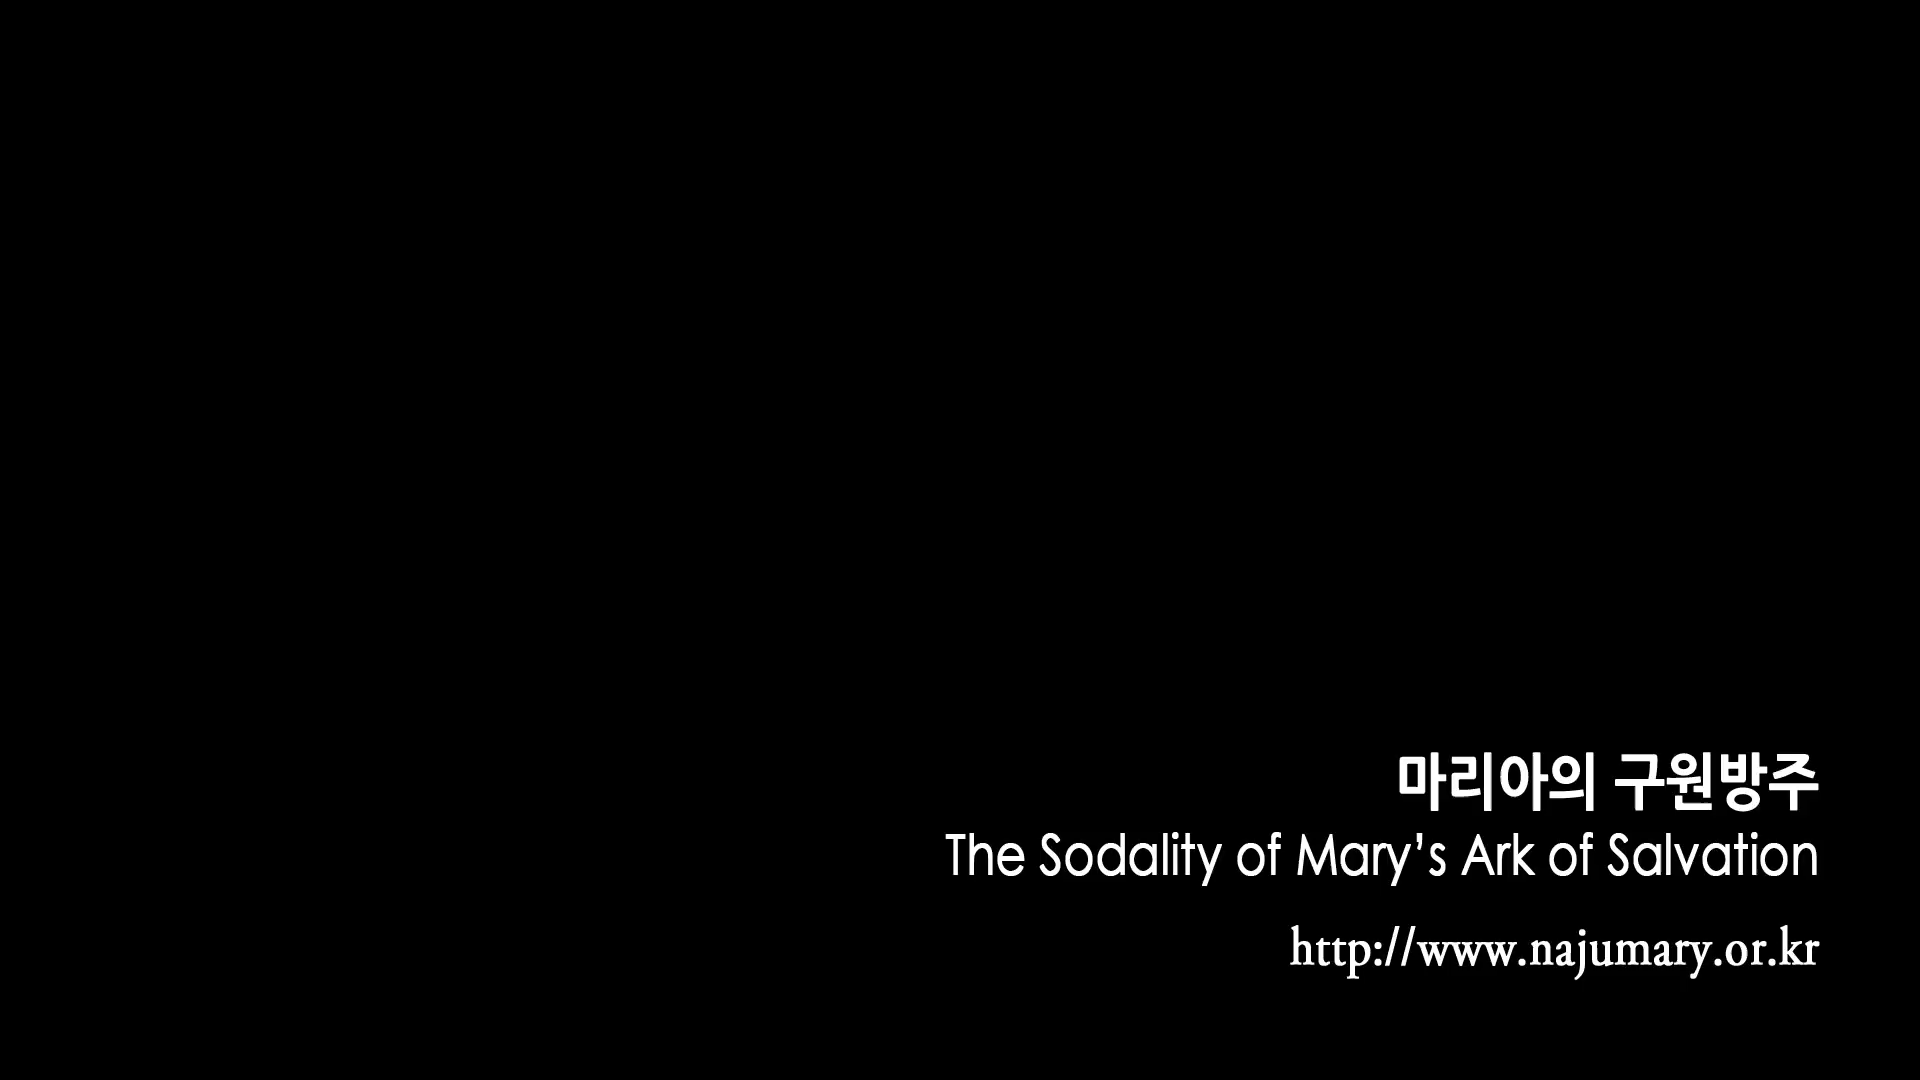 마리아의 구원방주
The Sodality of Mary’s Ark of Salvation
http://www.najumary.or.kr